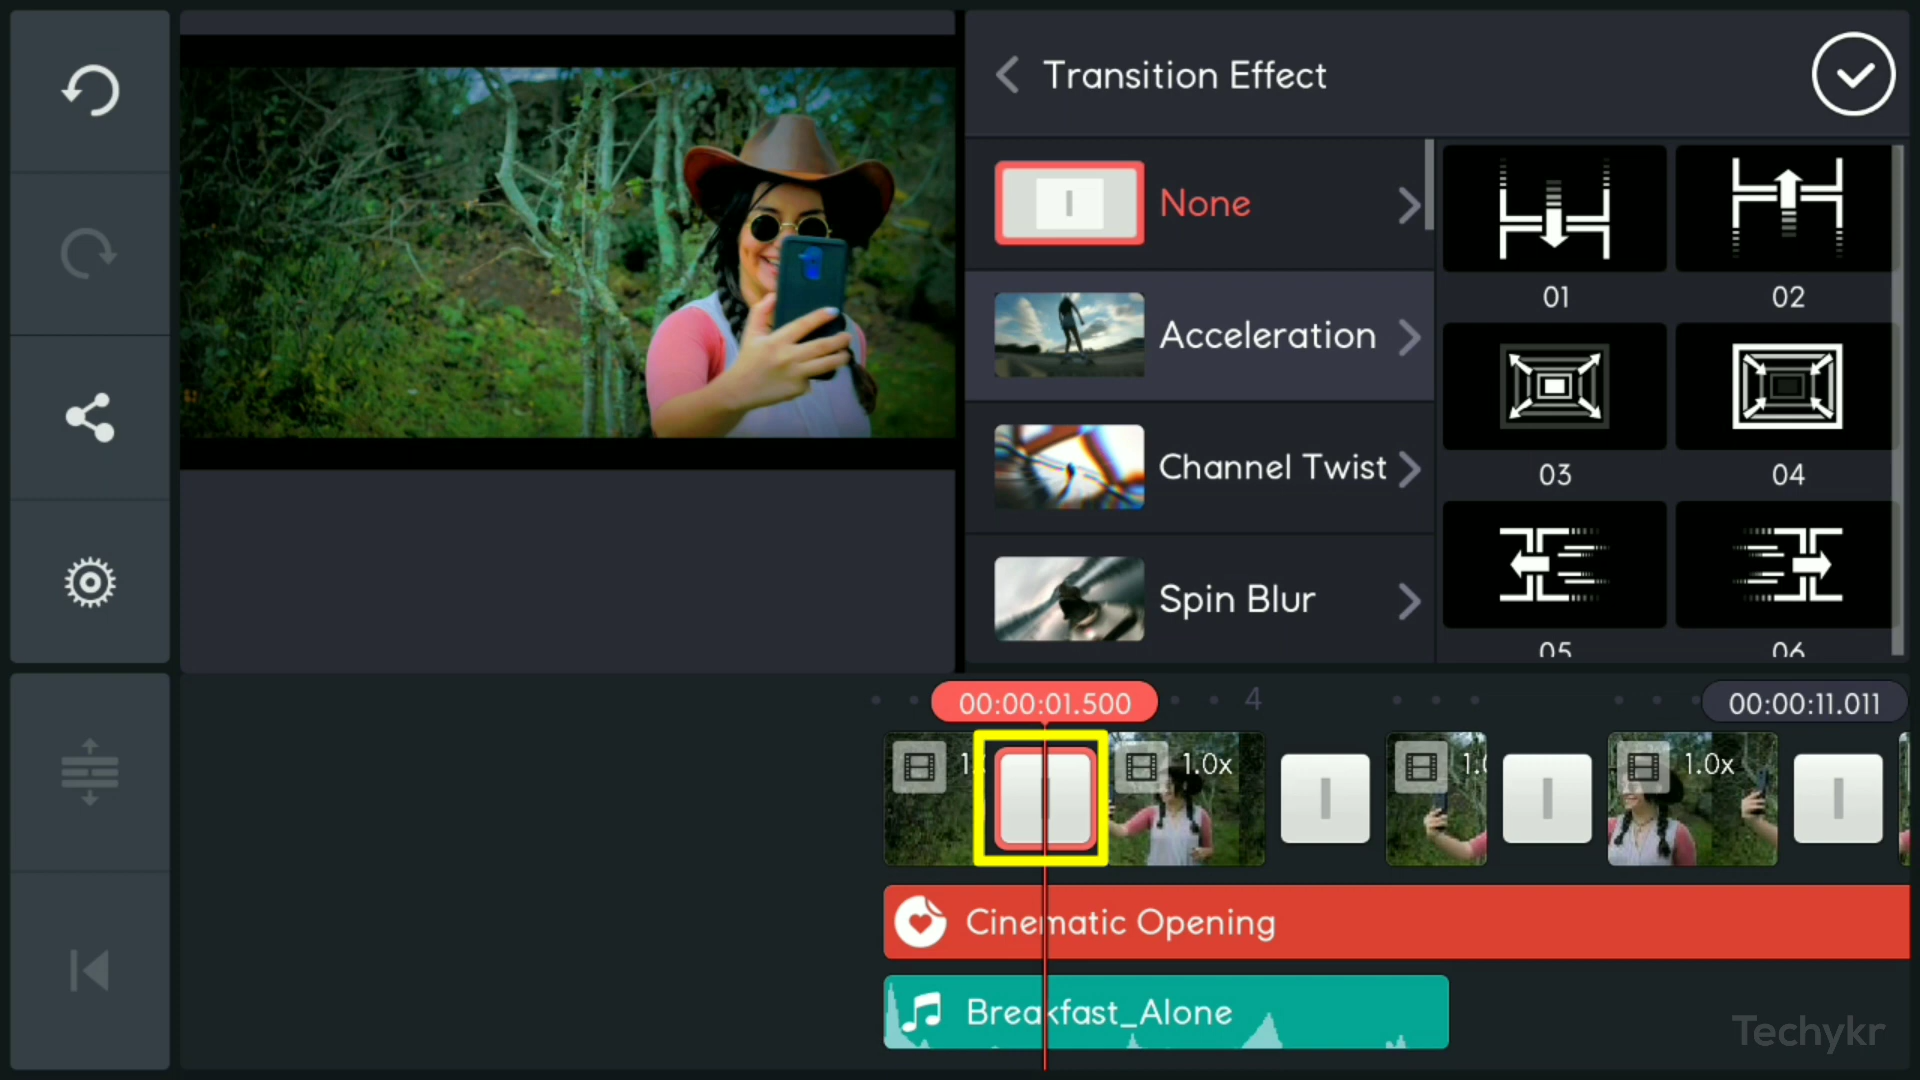 Transition Effect
None
Acceleration
Channel Twist
Spin Blur
01
02
03
04
05
06
00:00:01.500
4
00:00:11.011
1.0x
1.0x
Cinematic Opening
Breakfast_Alone
Techykr